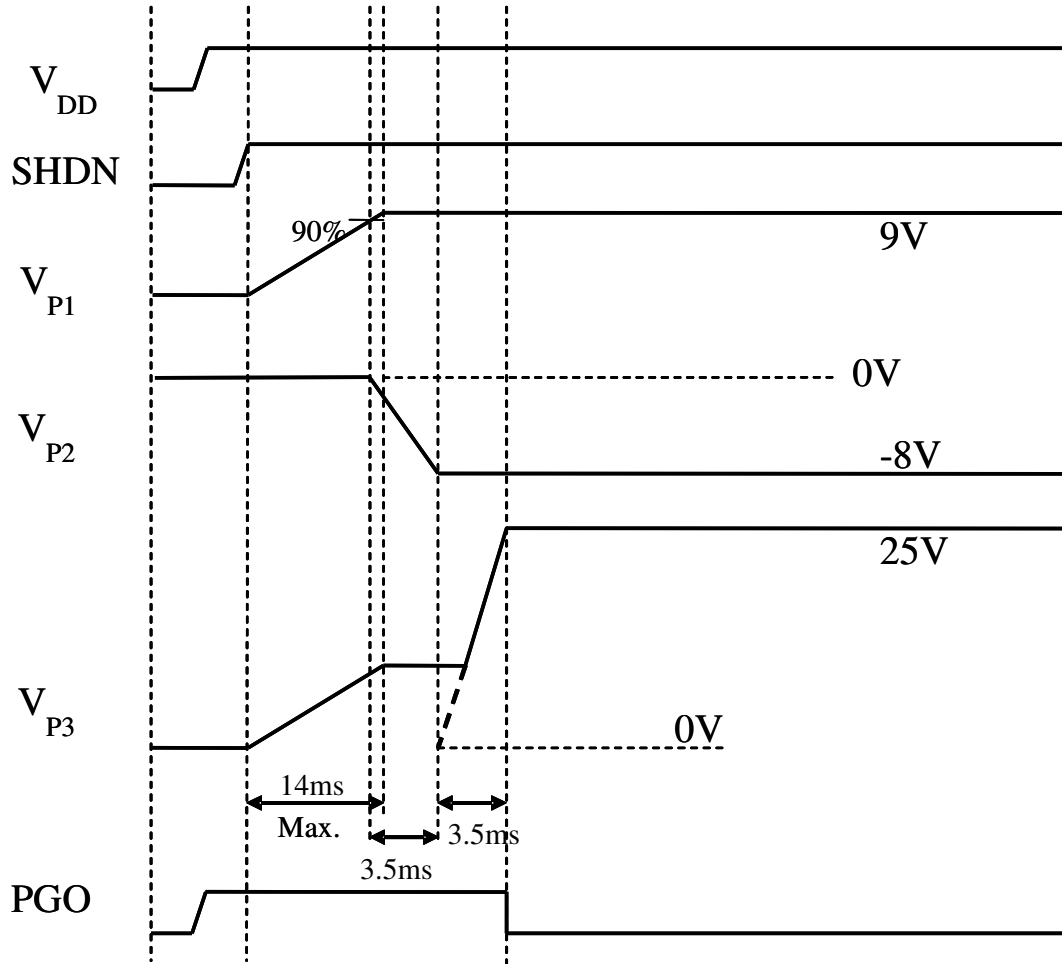 VDD
SHDN
90%
9V
VP1
0V
VP2
-8V
25V
VP3
0V
14ms
Max.
3.5ms
3.5ms
PGO